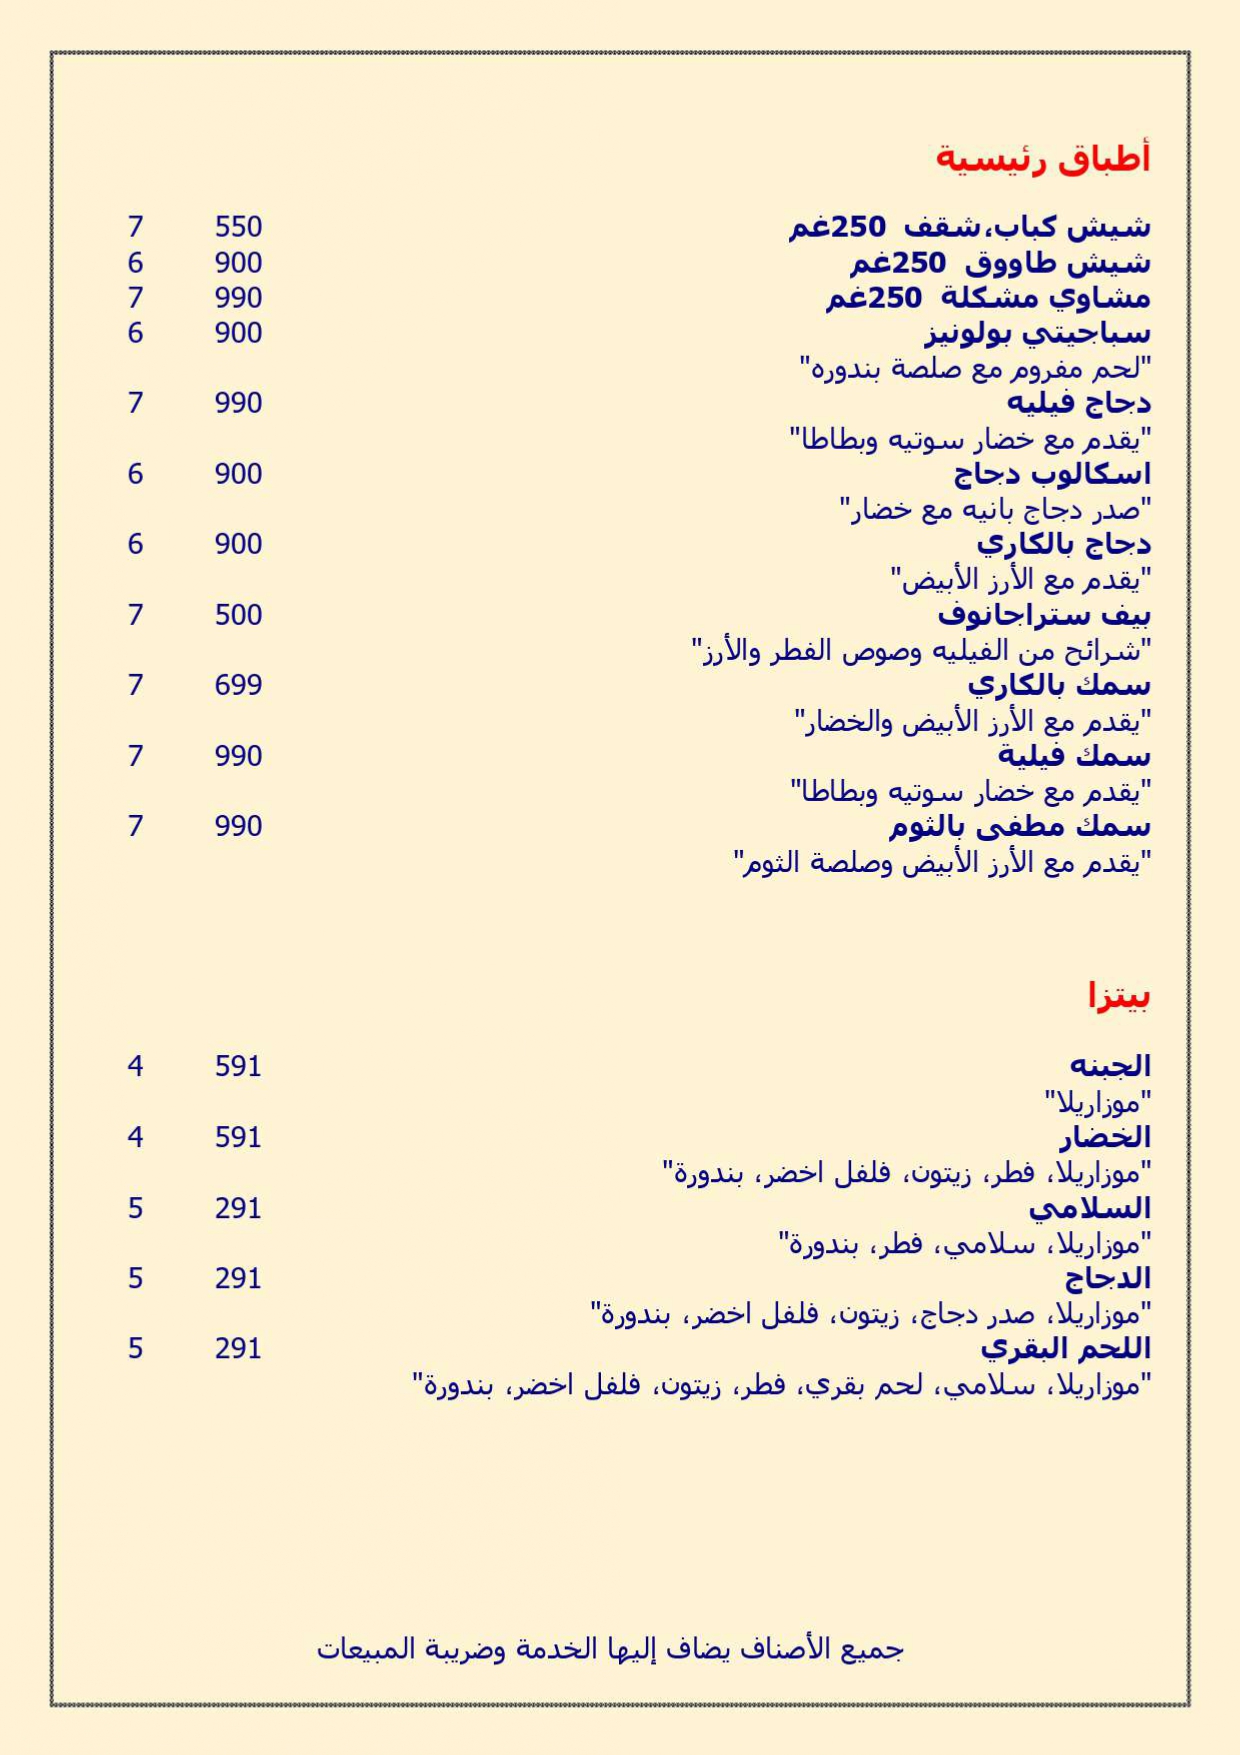 أطباق رئيسية
شيش كباب،شقف 250غم 550 7
شيش طاووق 250غم 900 6
مشاوي مشكلة 250غم 990 7
سباجيتي بولونيز 900 6
"لحم مفروم مع صلصة بندوره"
دجاج فيليه 990 7
"يقدم مع خضار سوتيه وبطاطا"
اسكالوب دجاج 900 6
"صدر دجاج بانيه مع خضار"
دجاج بالكاري 900 6
"يقدم مع الأرز الأبيض"
بيف ستراجانوف 500 7
"شرائح من الفيليه وصوص الفطر والأرز"
سمك بالكاري 699 7
"يقدم مع الأرز الأبيض والخضار"
سمك فيلية 990 7
"يقدم مع خضار سوتيه وبطاطا"
سمك مطفى بالثوم 990 7
"يقدم مع الأرز الأبيض وصلصة الثوم"
بيتزا
الجبنه 591 4
"موزاريلا"
الخضار 591 4
"موزاريلا، فطر، زيتون، فلفل اخضر، بندورة"
السلامي 291 5
"موزاريلا، سلامي، فطر، بندورة"
الدجاج 291 5
"موزاريلا، صدر دجاج، زيتون، فلفل اخضر، بندورة"
اللحم البقري 291 5
"موزاريلا، سلامي، لحم بقري، فطر، زيتون، فلفل اخضر، بندورة"
جميع الأصناف يضاف إليها الخدمة وضريبة المبيعات